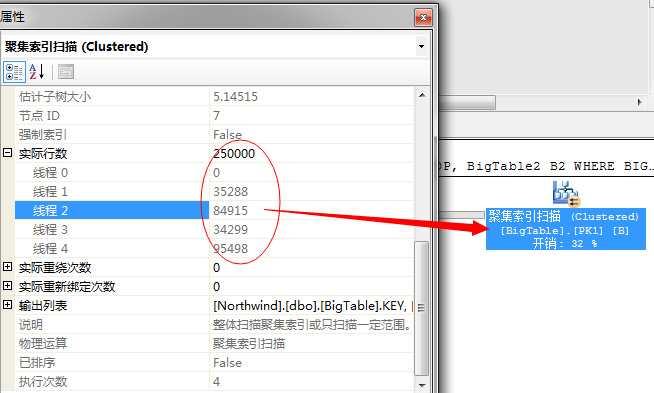 属性
聚集索引扫描 (Clustered)
估计子树大小 5.14515
节点 ID 7
强制索引 False
实际行数 250000
线程 0 0
线程 1 35288
线程 2 84915
线程 3 34299
线程 4 95498
实际重绕次数 0
实际重新绑定次数 0
输出列表 [Northwind].[dbo].[BigTable].KEY, [
说明 整体扫描聚集索引或只扫描一定范围。
物理运算 聚集索引扫描
已排序 False
执行次数 4
OP, BigTable2 B2 WHERE BIG...
聚集索引扫描 (Clustered)
[BigTable].[PK1] [B]
开销: 32 %